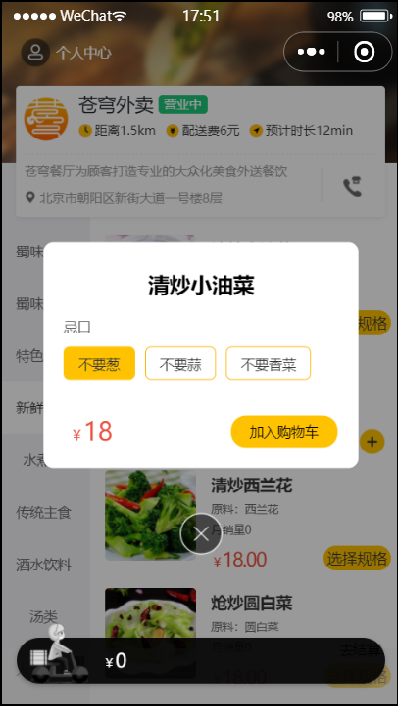 WeChat 17:51 98%
个人中心
苍穹外卖 营业中
距离1.5km 配送费6元 预计时长12min
苍穹餐厅为顾客打造专业的大众化美食外送餐饮
北京市朝阳区新街大道一号楼8层
蜀味
蜀味
特色
新鲜
水煮
传统主食
酒水饮料
汤类
规格
清炒小油菜
忌口
不要葱 不要蒜 不要香菜
¥18 加入购物车
清炒西兰花
原料：西兰花
月销量0
¥18.00 选择规格
炝炒圆白菜
原料：圆白菜
去结算
¥0